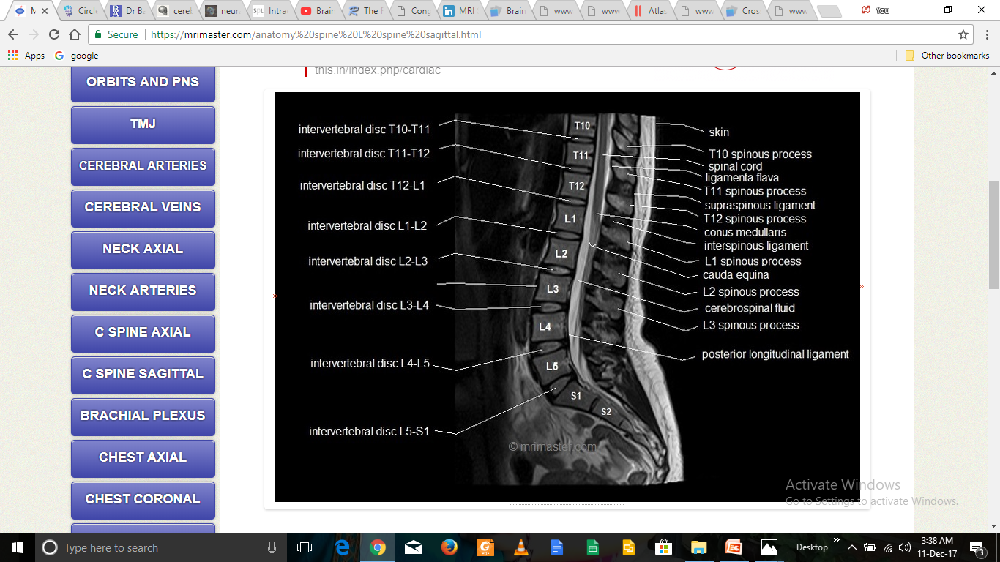 M
Circl
Dr Ba
cereb
neura
Intra
Brain
The f
Cong
MRI
Brain
www
www
Atlas
www
Cros
www
You
Secure
https://mrimaster.com/anatomy%20spine%20L%20spine%20sagittal.html
Apps
google
Other bookmarks
ORBITS AND PNS
TMJ
CEREBRAL ARTERIES
CEREBRAL VEINS
NECK AXIAL
NECK ARTERIES
C SPINE AXIAL
C SPINE SAGITTAL
BRACHIAL PLEXUS
CHEST AXIAL
CHEST CORONAL
this.in/index.php/cardiac
intervertebral disc T10-T11
intervertebral disc T11-T12
intervertebral disc T12-L1
intervertebral disc L1-L2
intervertebral disc L2-L3
intervertebral disc L3-L4
intervertebral disc L4-L5
intervertebral disc L5-S1
T10
T11
T12
L1
L2
L3
L4
L5
S1
S2
skin
T10 spinous process
spinal cord
ligamenta flava
T11 spinous process
supraspinous ligament
T12 spinous process
conus medullaris
interspinous ligament
L1 spinous process
cauda equina
L2 spinous process
cerebrospinal fluid
L3 spinous process
posterior longitudinal ligament
© mrimaster.com
Activate Windows
Go to Settings to activate Windows.
Type here to search
Desktop
3:38 AM
11-Dec-17
3